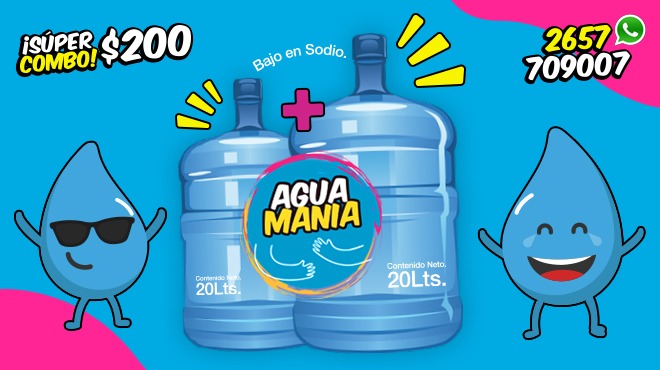 ¡SÚPER
COMBO! $200
Bajo en Sodio.
2657
709007
AGUA
MANIA
Contenido Neto.
20Lts.
Contenido Neto.
20Lts.